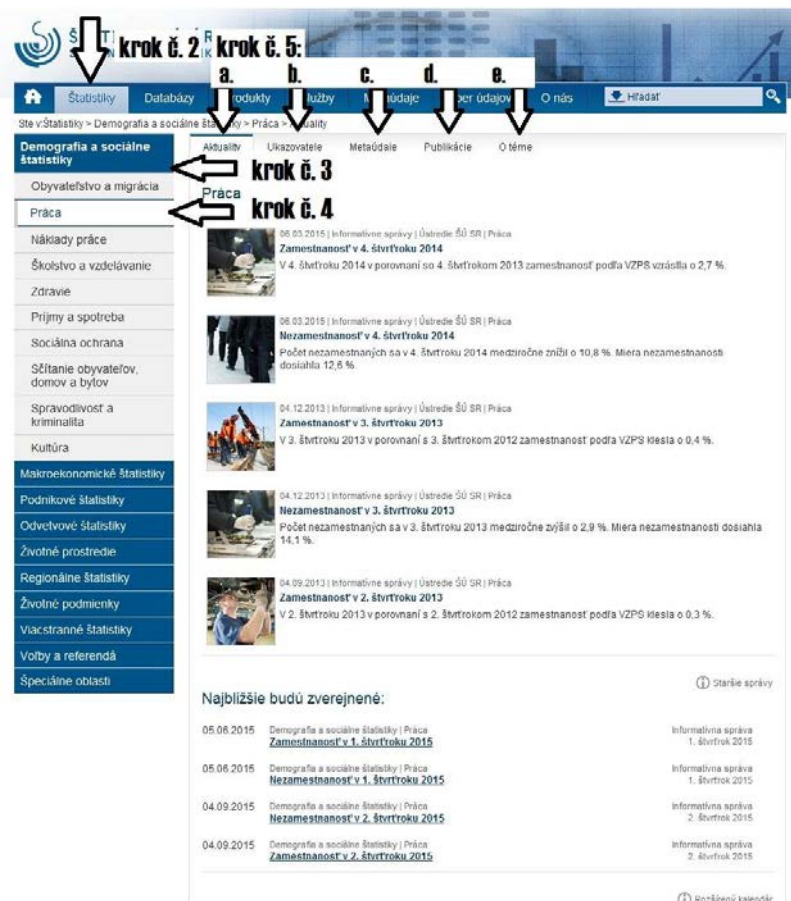 krok č. 2
krok č. 5:
a. b. c. d. e.
Štatistiky Databázy Produkty O nás Hľadať
Ste v:Štatistiky > Demografia a sociálne štatistiky > Práca > Aktuality
Aktuality Ukazovatele Metaúdaje Publikácie O téme
Demografia a sociálne
štatistiky
krok č. 3
Obyvateľstvo a migrácia
Práca
krok č. 4
Náklady práce
Školstvo a vzdelávanie
Zdravie
Príjmy a spotreba
Sociálna ochrana
Sčítanie obyvateľov,
domov a bytov
Spravodlivosť a
kriminalita
Kultúra
Makroekonomické štatistiky
Podnikové štatistiky
Odvetvové štatistiky
Životné prostredie
Regionálne štatistiky
Životné podmienky
Viacstranné štatistiky
Voľby a referendá
Špeciálne oblasti
Práca
06.03.2015 | Informatívne správy | Ústredie ŠÚ SR | Práca
Zamestnanosť v 4. štvrťroku 2014
V 4. štvrťroku 2014 v porovnaní so 4. štvrťrokom 2013 zamestnanosť podľa VZPS vzrástla o 2,7 %.
06.03.2015 | Informatívne správy | Ústredie ŠÚ SR | Práca
Nezamestnanosť v 4. štvrťroku 2014
Počet nezamestnaných sa v 4. štvrťroku 2014 medziročne znížil o 10,8 %. Miera nezamestnanosti
dosiahla 12,6 %.
04.12.2013 | Informatívne správy | Ústredie ŠÚ SR | Práca
Zamestnanosť v 3. štvrťroku 2013
V 3. štvrťroku 2013 v porovnaní s 3. štvrťrokom 2012 zamestnanosť podľa VZPS klesla o 0,4 %.
04.12.2013 | Informatívne správy | Ústredie ŠÚ SR | Práca
Nezamestnanosť v 3. štvrťroku 2013
Počet nezamestnaných sa v 3. štvrťroku 2013 medziročne zvýšil o 2,9 %. Miera nezamestnanosti dosiahla
14,1 %.
04.09.2013 | Informatívne správy | Ústredie ŠÚ SR | Práca
Zamestnanosť v 2. štvrťroku 2013
V 2. štvrťroku 2013 v porovnaní s 2. štvrťrokom 2012 zamestnanosť podľa VZPS klesla o 0,3 %.
Staršie správy
Najbližšie budú zverejnené:
05.06.2015 Demografia a sociálne štatistiky | Práca Informatívna správa
Zamestnanosť v 1. štvrťroku 2015 1. štvrťrok 2015
05.06.2015 Demografia a sociálne štatistiky | Práca Informatívna správa
Nezamestnanosť v 1. štvrťroku 2015 1. štvrťrok 2015
04.09.2015 Demografia a sociálne štatistiky | Práca Informatívna správa
Nezamestnanosť v 2. štvrťroku 2015 2. štvrťrok 2015
04.09.2015 Demografia a sociálne štatistiky | Práca Informatívna správa
Zamestnanosť v 2. štvrťroku 2015 2. štvrťrok 2015
Rozšírený kalendár